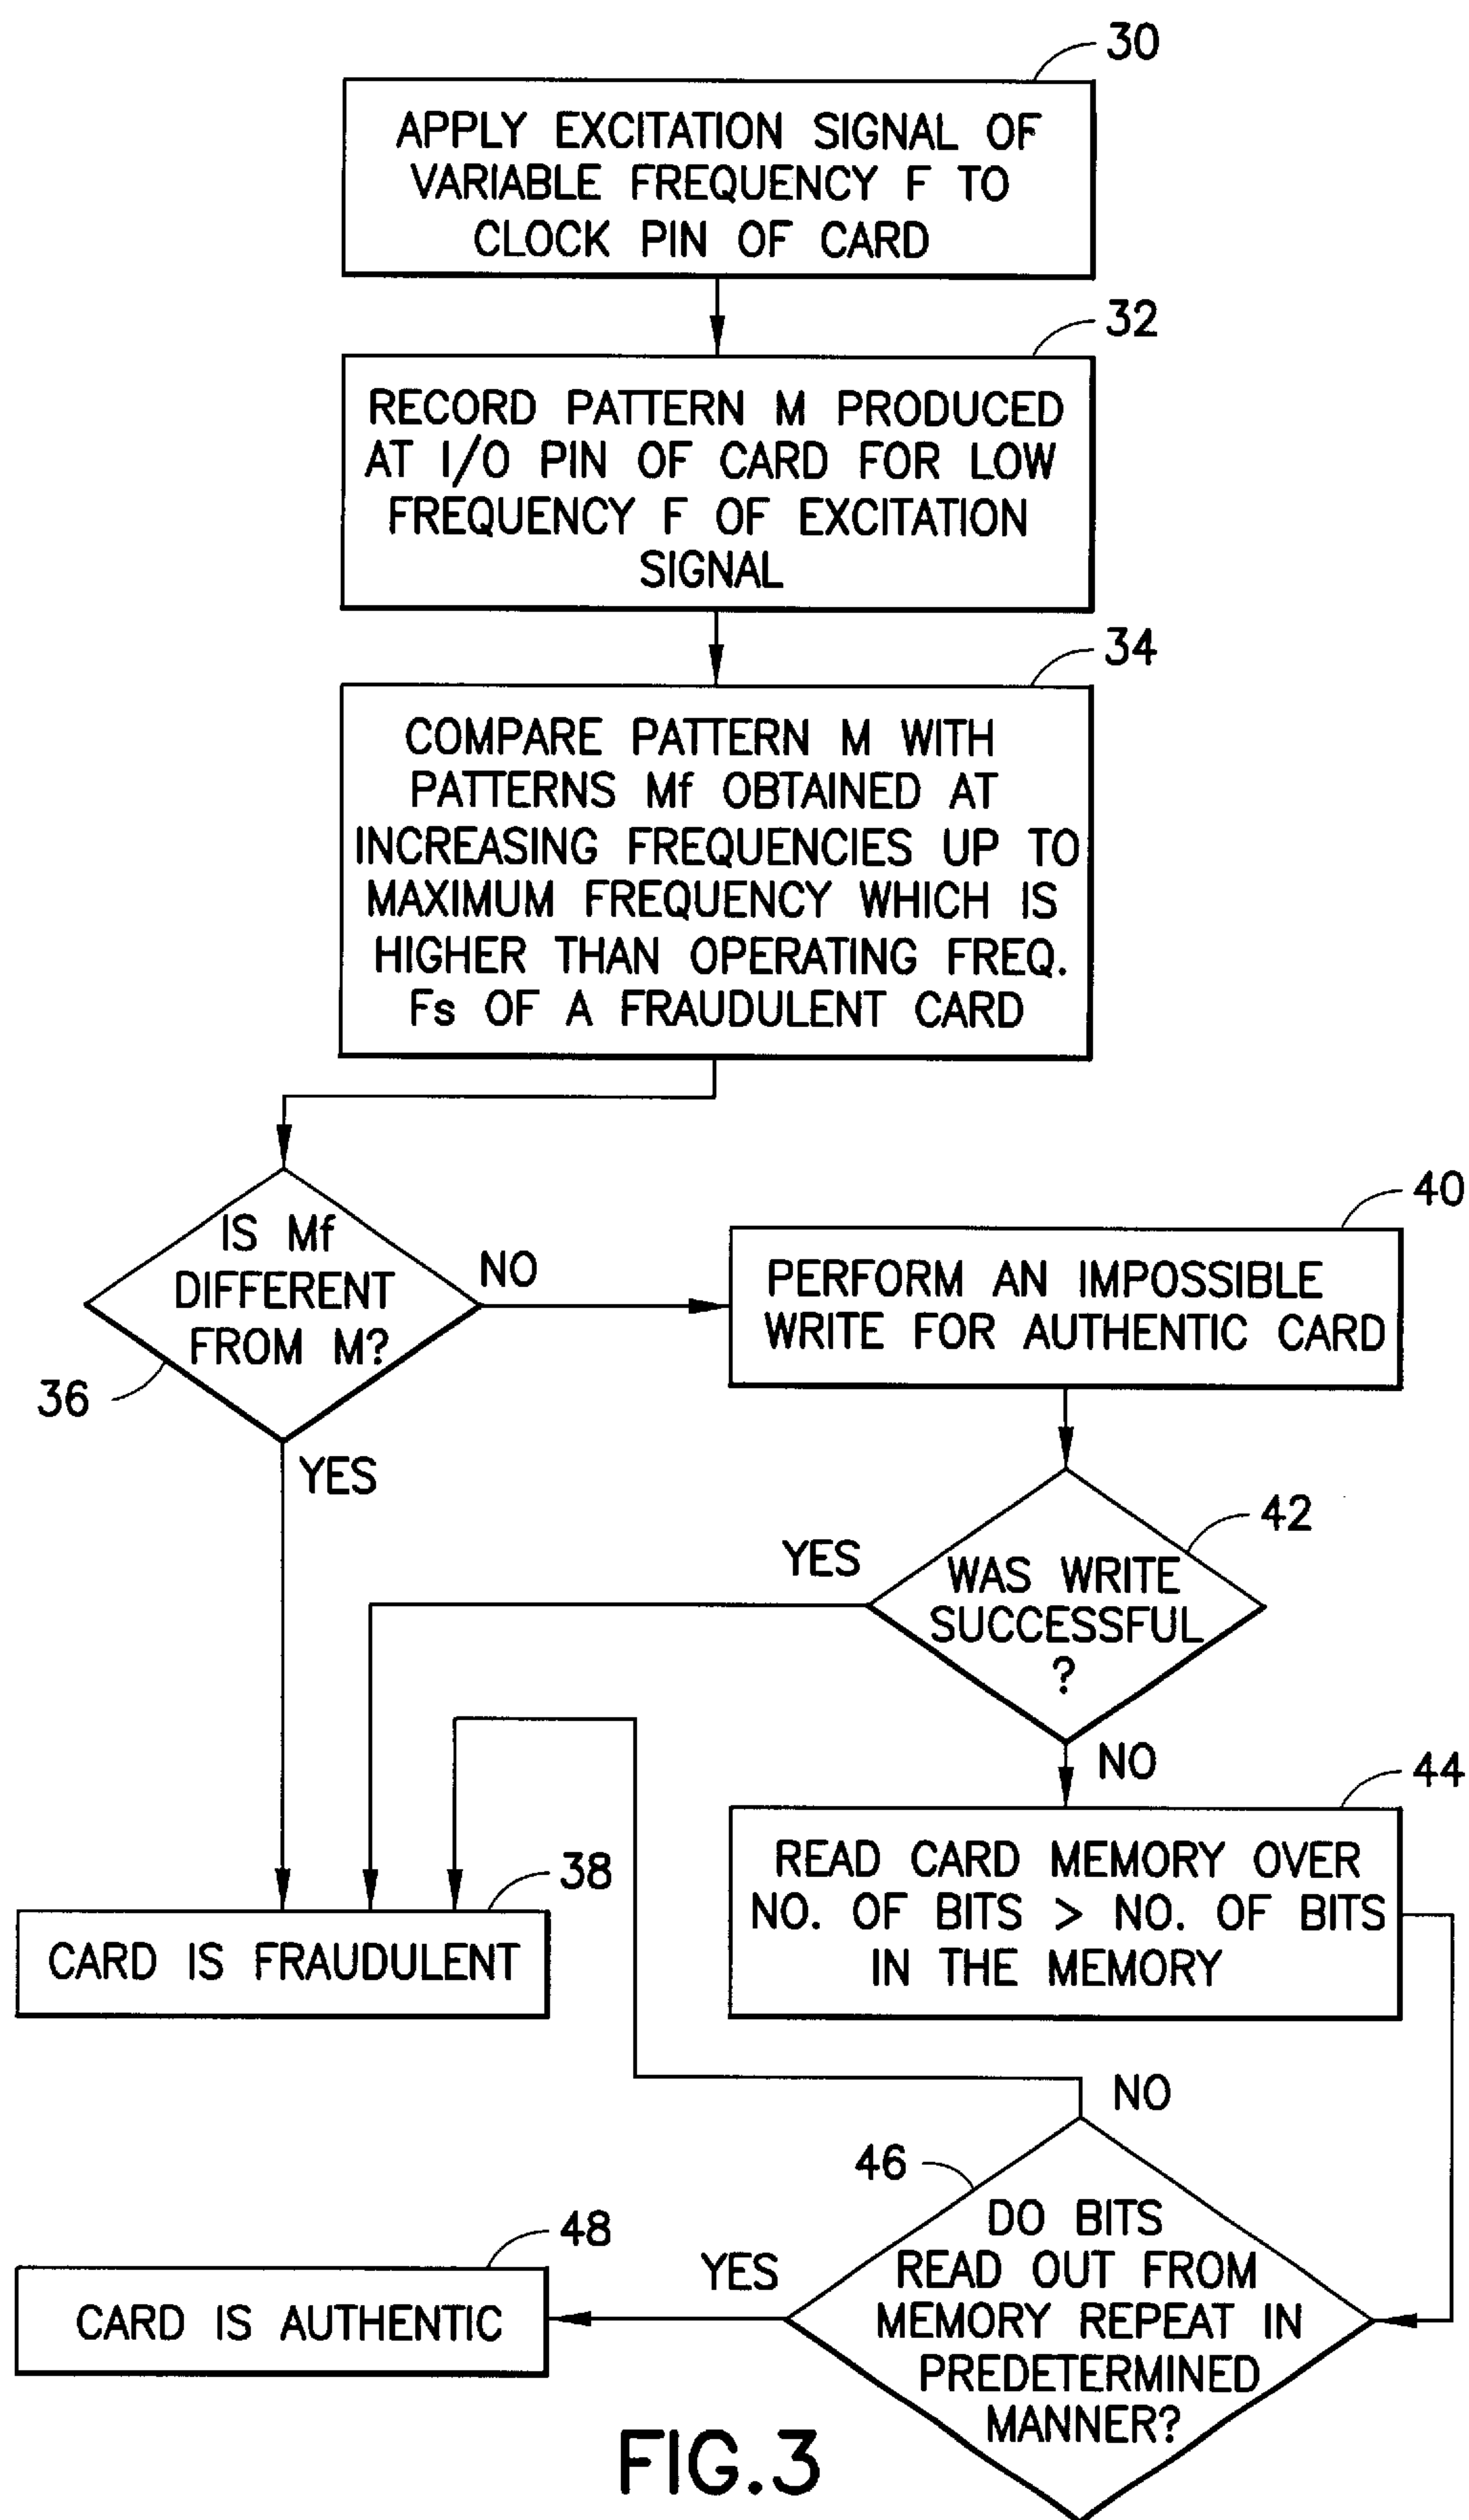 30
APPLY EXCITATION SIGNAL OF
VARIABLE FREQUENCY F TO
CLOCK PIN OF CARD
32
RECORD PATTERN M PRODUCED
AT I/O PIN OF CARD FOR LOW
FREQUENCY F OF EXCITATION
SIGNAL
34
COMPARE PATTERN M WITH
PATTERNS Mf OBTAINED AT
INCREASING FREQUENCIES UP TO
MAXIMUM FREQUENCY WHICH IS
HIGHER THAN OPERATING FREQ.
Fs OF A FRAUDULENT CARD
IS Mf
DIFFERENT
FROM M?
36
NO
YES
40
PERFORM AN IMPOSSIBLE
WRITE FOR AUTHENTIC CARD
42
WAS WRITE
SUCCESSFUL
?
YES
NO
38
CARD IS FRAUDULENT
44
READ CARD MEMORY OVER
NO. OF BITS > NO. OF BITS
IN THE MEMORY
NO
46
DO BITS
READ OUT FROM
MEMORY REPEAT IN
PREDETERMINED
MANNER?
YES
48
CARD IS AUTHENTIC
FIG.3